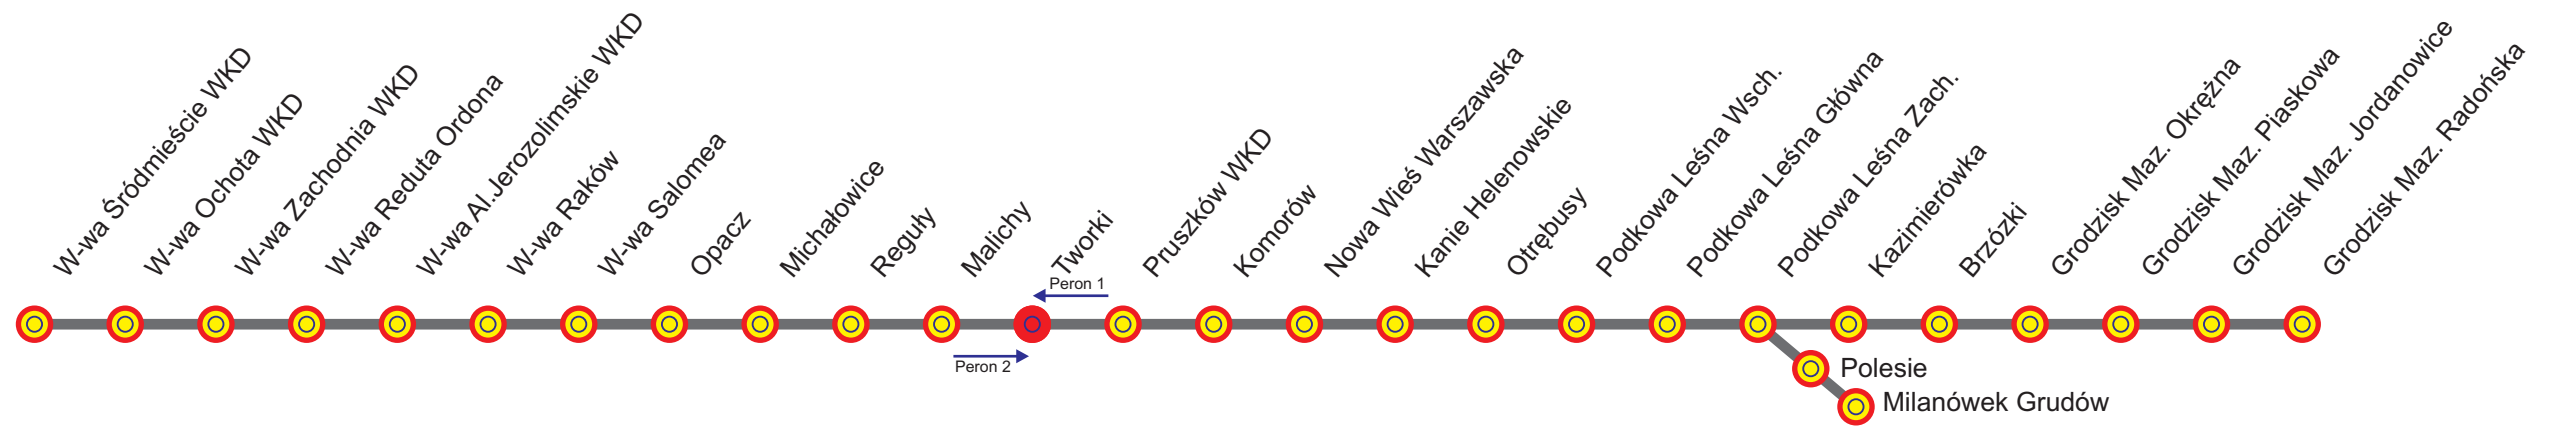 W-wa Śródmieście WKD
W-wa Ochota WKD
W-wa Zachodnia WKD
W-wa Reduta Ordona
W-wa Al.Jerozolimskie WKD
W-wa Raków
W-wa Salomea
Opacz
Michałowice
Reguły
Malichy
Tworki
Pruszków WKD
Komorów
Nowa Wieś Warszawska
Kanie Helenowskie
Otrębusy
Podkowa Leśna Wsch.
Podkowa Leśna Główna
Podkowa Leśna Zach.
Kazimierówka
Brzózki
Grodzisk Maz. Okrężna
Grodzisk Maz. Piaskowa
Grodzisk Maz. Jordanowice
Grodzisk Maz. Radońska
Peron 1
Peron 2
Polesie
Milanówek Grudów